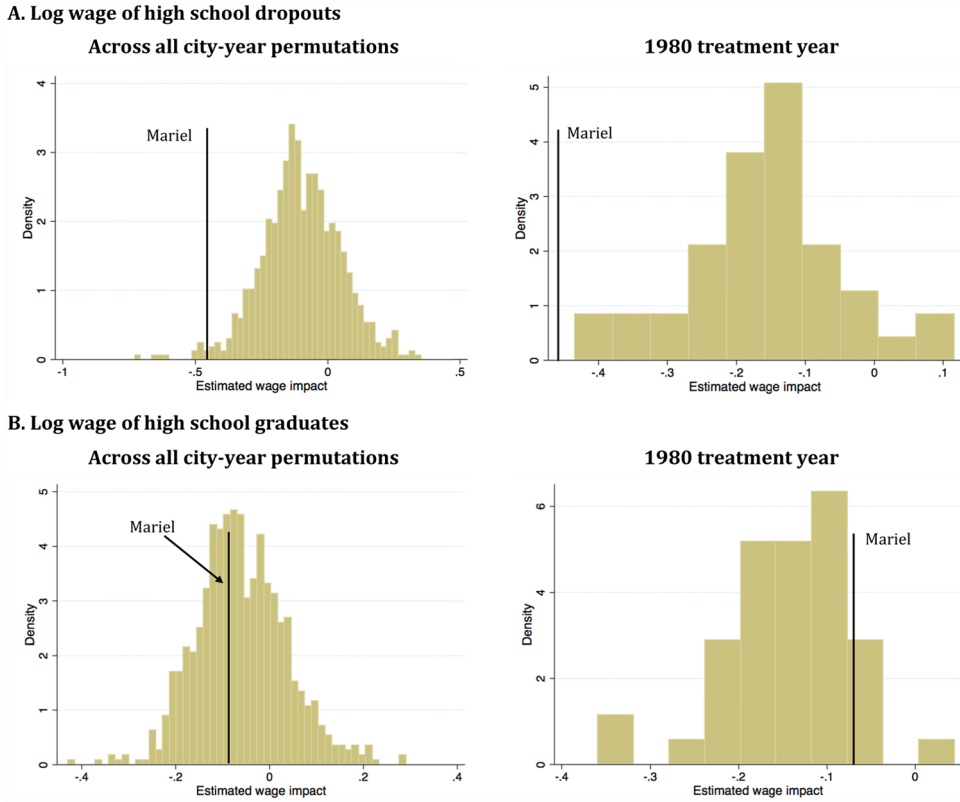 A. Log wage of high school dropouts
Across all city-year permutations
1980 treatment year
4
3
2
1
0
Density
Mariel
-1
-.5
0
.5
Estimated wage impact
5
4
3
2
1
0
Density
Mariel
-.4
-.3
-.2
-.1
0
.1
Estimated wage impact
B. Log wage of high school graduates
Across all city-year permutations
1980 treatment year
5
4
3
2
1
0
Density
Mariel
-.4
-.2
0
.2
.4
Estimated wage impact
6
4
2
0
Density
Mariel
-.4
-.3
-.2
-.1
0
Estimated wage impact